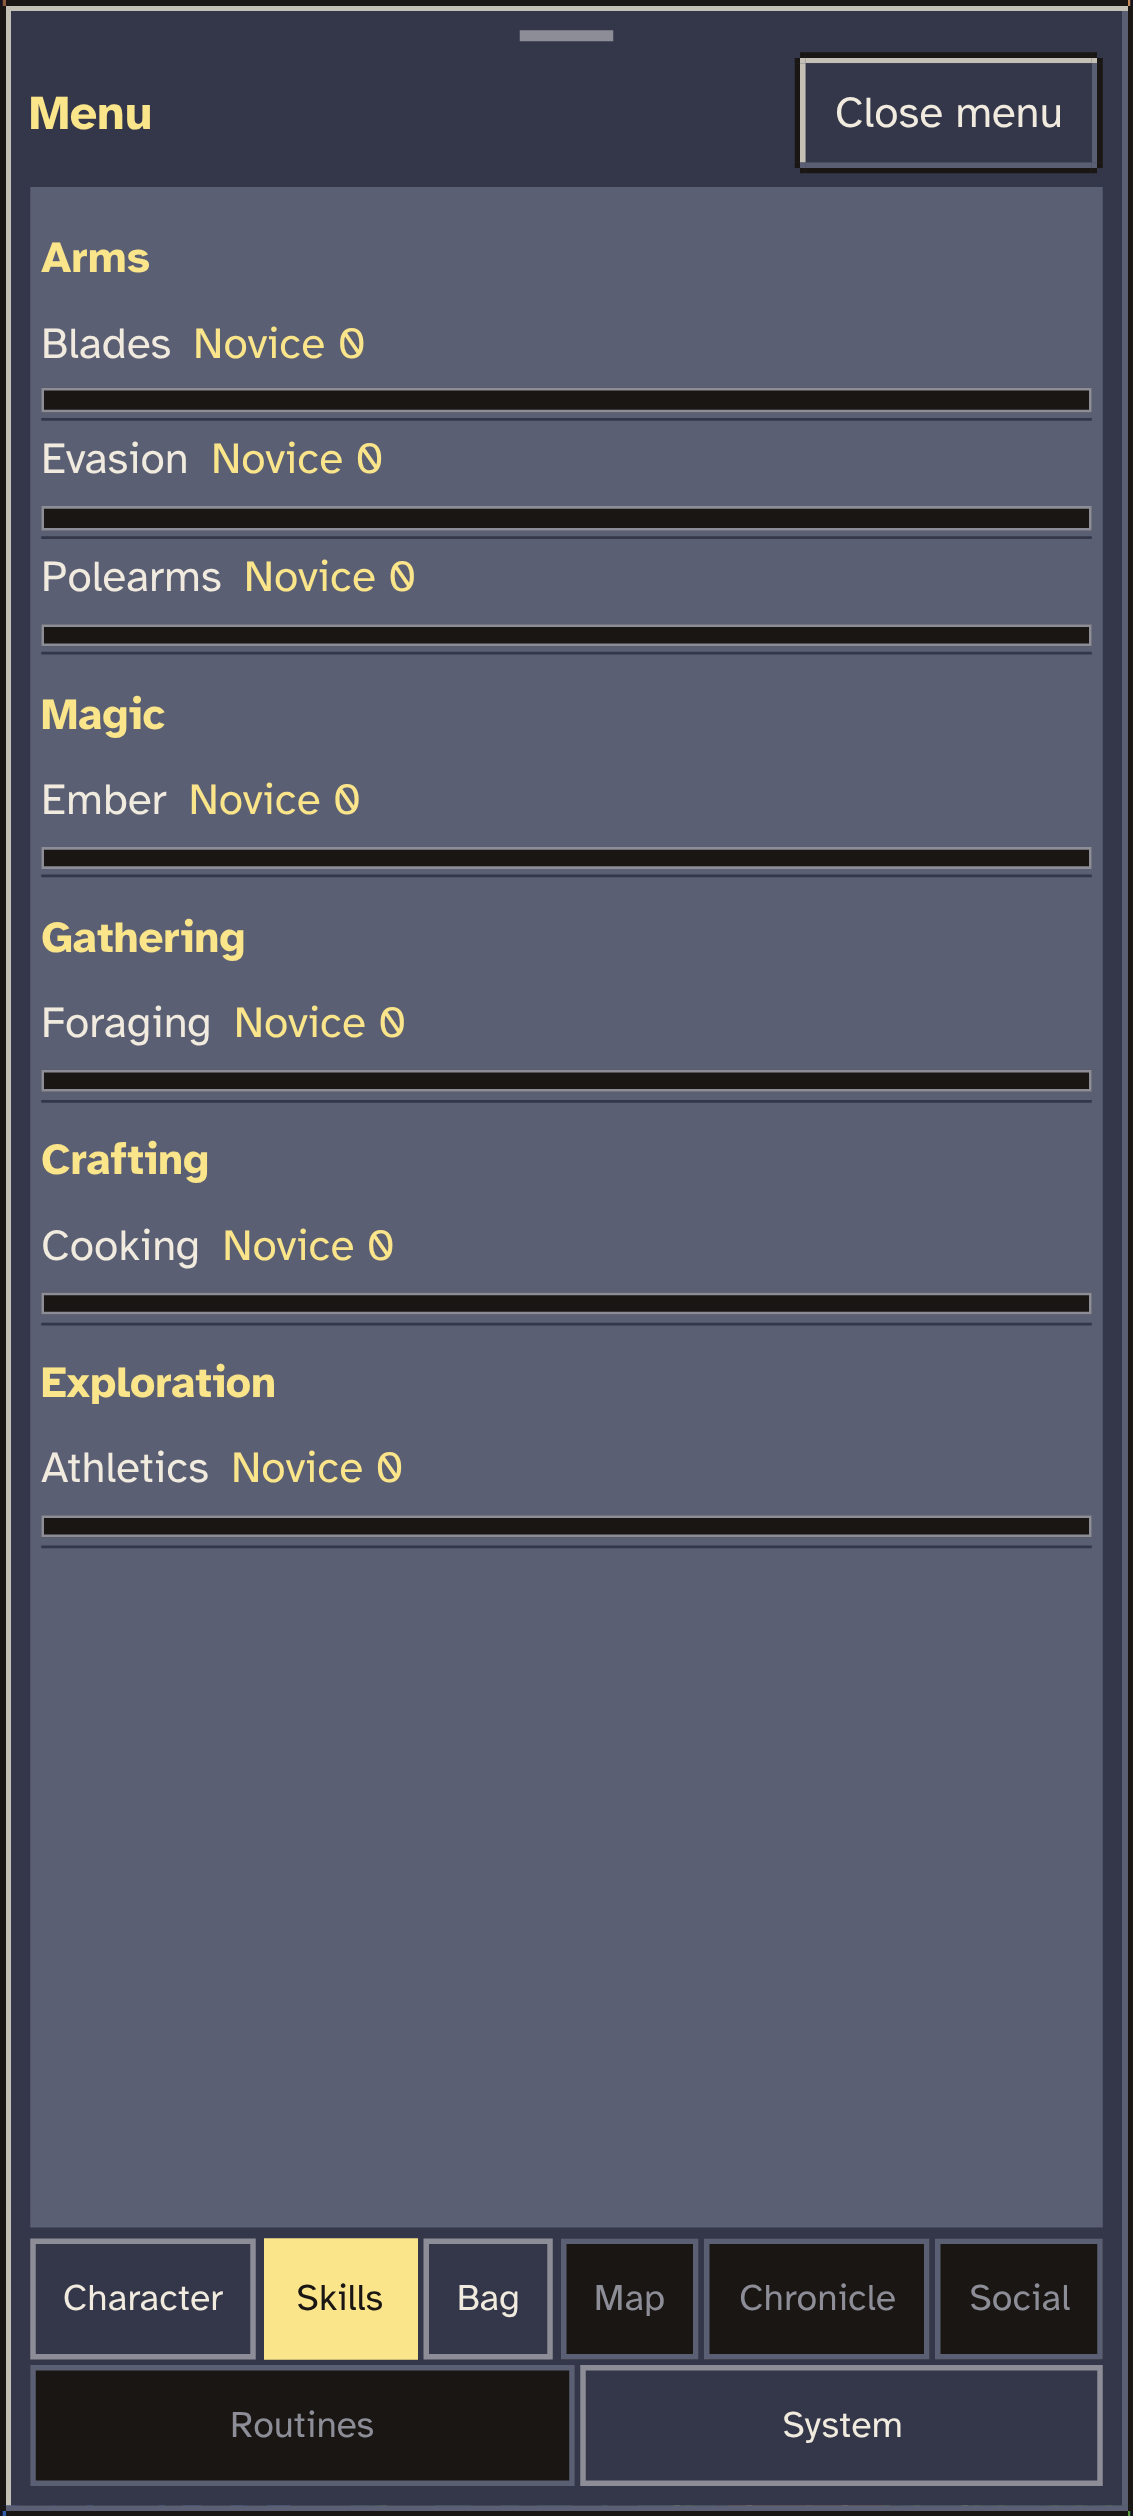 Menu
Close menu
Arms
Blades Novice 0
Evasion Novice 0
Polearms Novice 0
Magic
Ember Novice 0
Gathering
Foraging Novice 0
Crafting
Cooking Novice 0
Exploration
Athletics Novice 0
Character Skills Bag Map Chronicle Social
Routines System